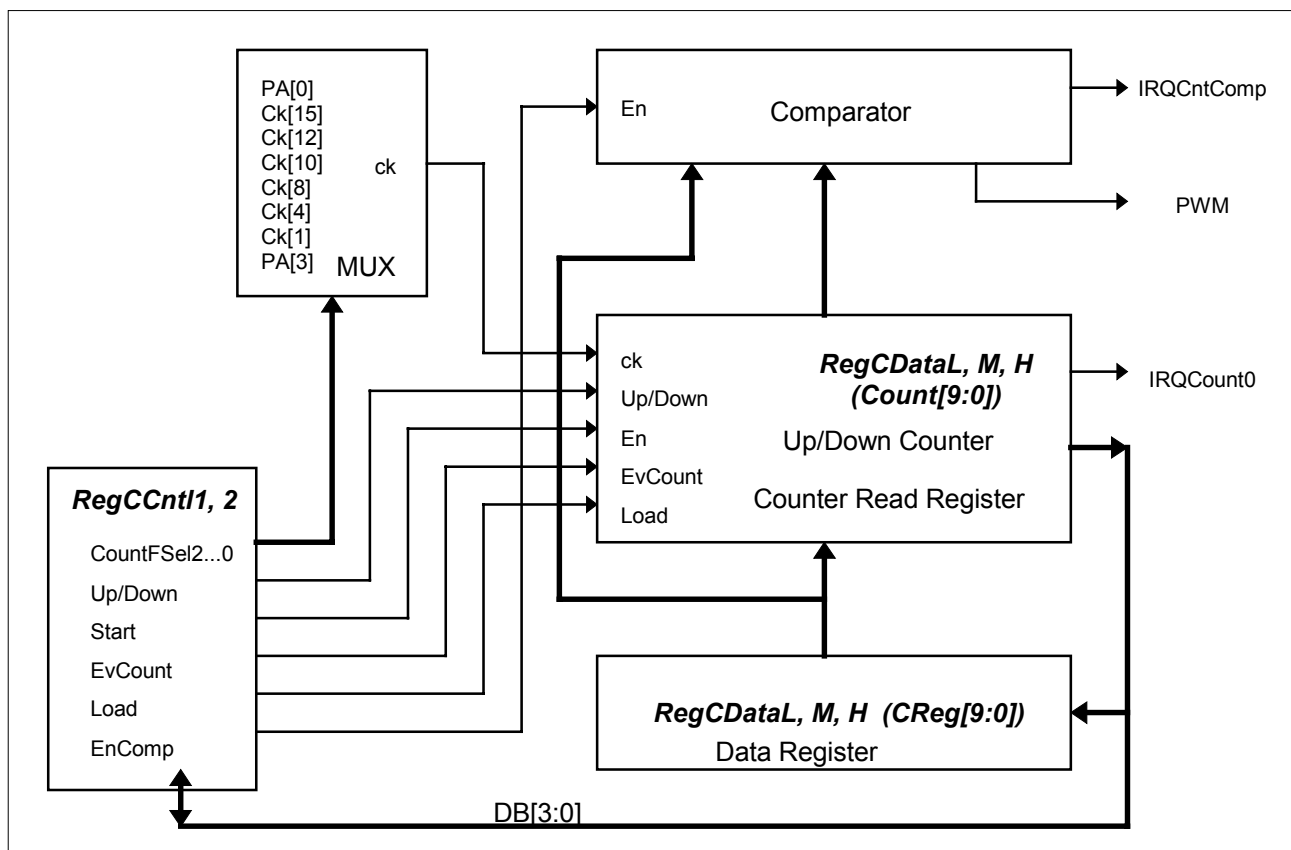 PA[0]
Ck[15]
Ck[12]
Ck[10]
Ck[8]
Ck[4]
Ck[1]
PA[3]
ck
MUX
En
Comparator
IRQCntComp
PWM
ck
Up/Down
En
EvCount
Load
RegCDataL, M, H
(Count[9:0])
Up/Down Counter
Counter Read Register
IRQCount0
RegCCntl1, 2
CountFSel2...0
Up/Down
Start
EvCount
Load
EnComp
RegCDataL, M, H (CReg[9:0])
Data Register
DB[3:0]